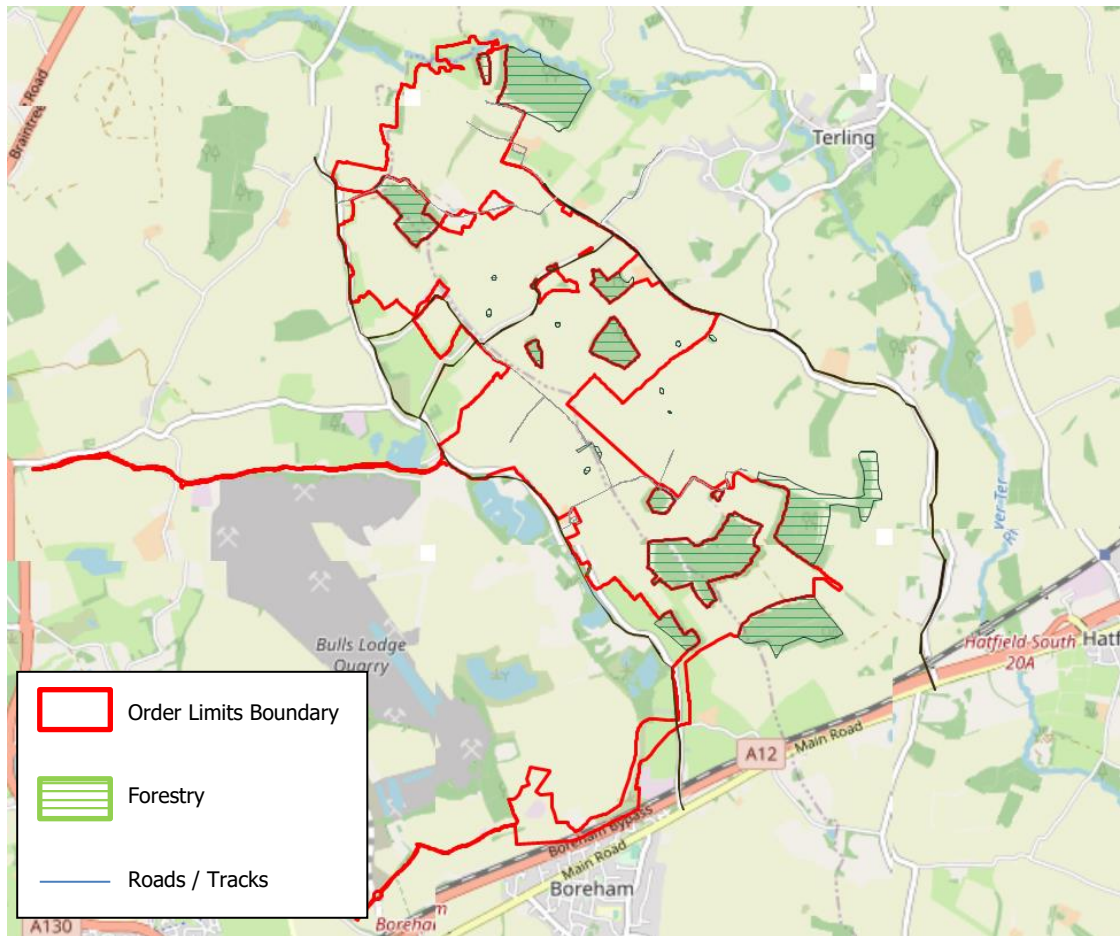 Braintree Road
Terling
River Ter
Bulls Lodge
Quarry
Hatfield South
20A
Hatf
A12
Main Road
Order Limits Boundary
Forestry
Roads / Tracks
Boreham Bypass
Main Road
Boreham
A130